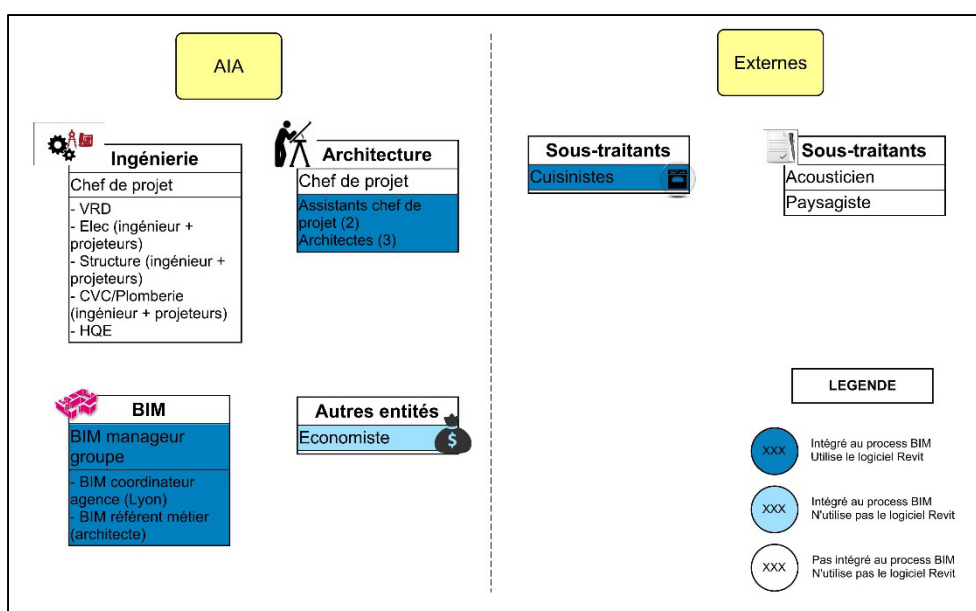 AIA
Externes
Ingénierie
Chef de projet
- VRD
- Elec (ingénieur +
projeteurs)
- Structure (ingénieur +
projeteurs)
- CVC/Plomberie
(ingénieur + projeteurs)
- HQE
Architecture
Chef de projet
Assistants chef de
projet (2)
Architectes (3)
Sous-traitants
Cuisinistes
Sous-traitants
Acousticien
Paysagiste
BIM
BIM manageur
groupe
- BIM coordinateur
agence (Lyon)
- BIM référent métier
(architecte)
Autres entités
Economiste
$
LEGENDE
XXX
Intégré au process BIM
Utilise le logiciel Revit
XXX
Intégré au process BIM
N'utilise pas le logiciel Revit
XXX
Pas intégré au process BIM
N'utilise pas le logiciel Revit